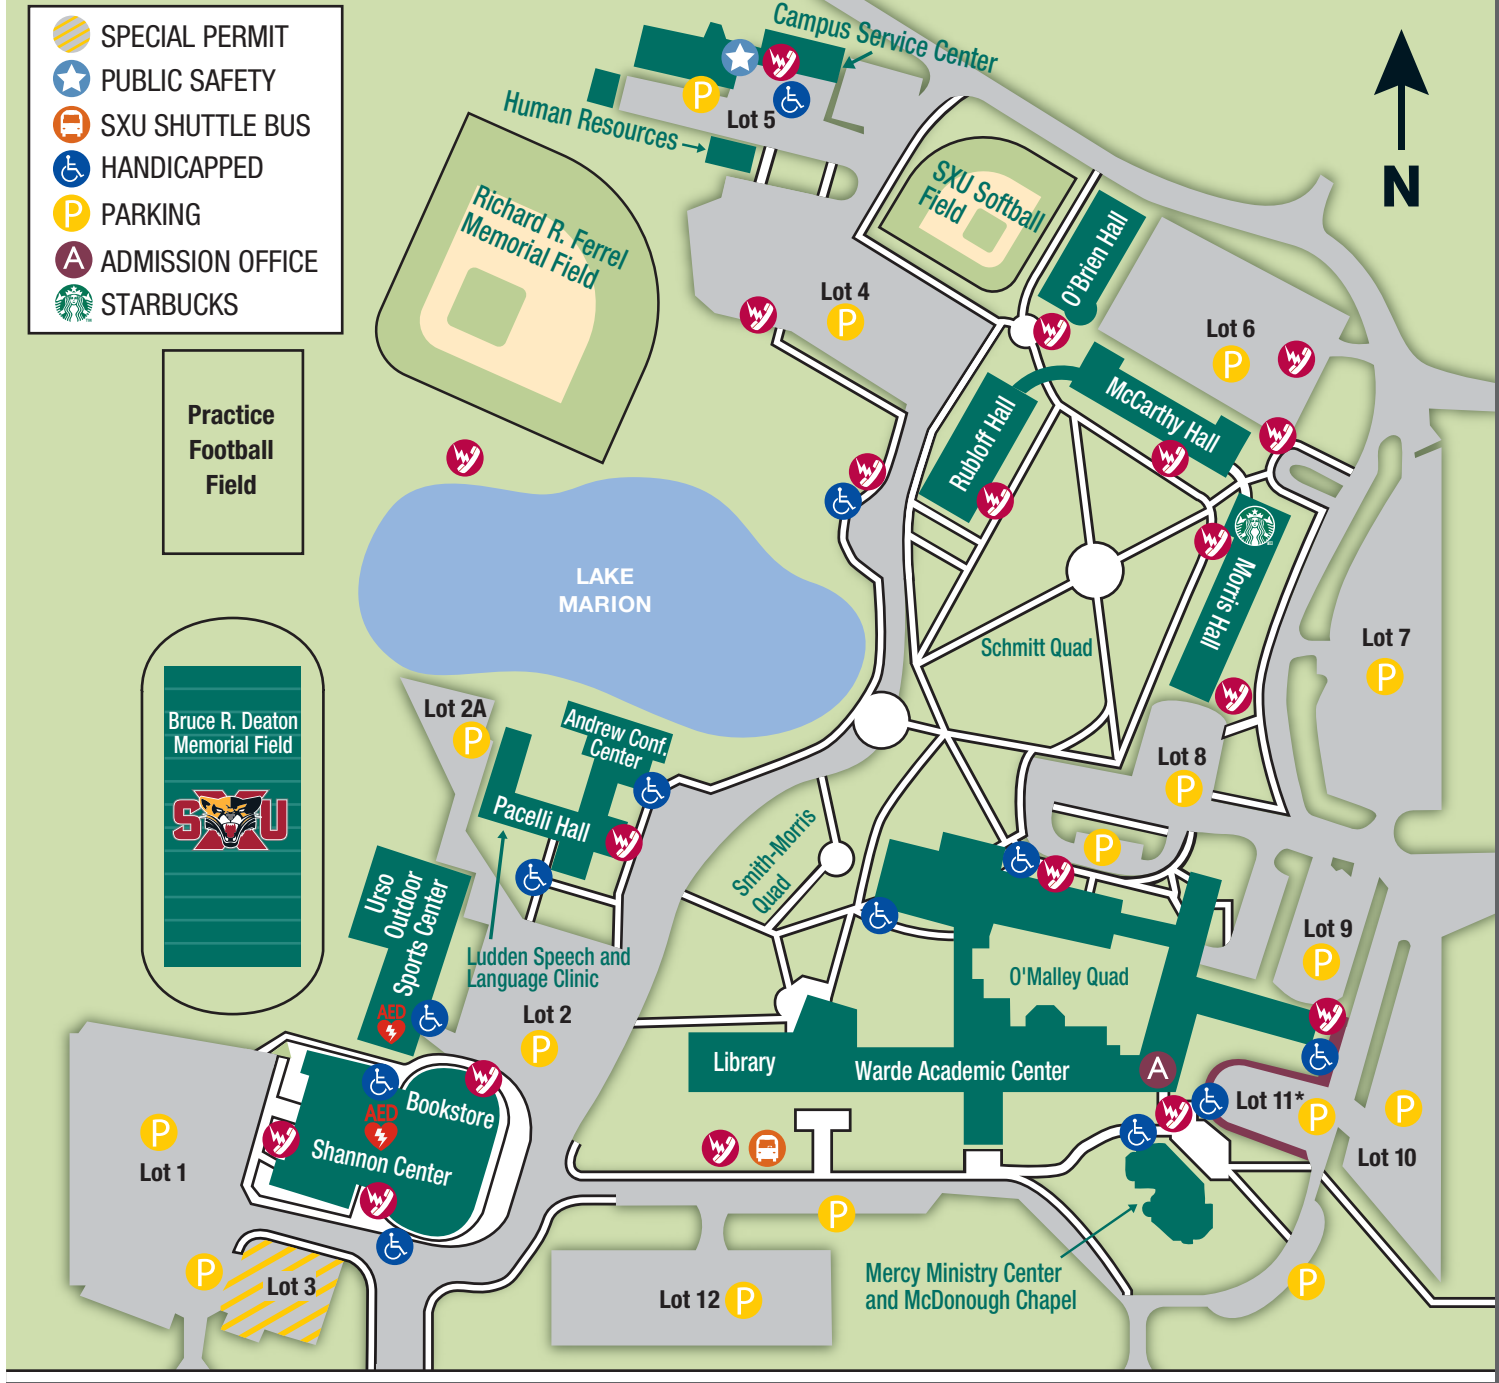 SPECIAL PERMIT
PUBLIC SAFETY
SXU SHUTTLE BUS
HANDICAPPED
P PARKING
A ADMISSION OFFICE
STARBUCKS
Campus Service Center
P
Lot 5
Human Resources
SXU Softball
Field
Richard R. Ferrel
Memorial Field
O'Brien Hall
N
Lot 4
P
Lot 6
P
McCarthy Hall
Rubloff Hall
Practice
Football
Field
LAKE
MARION
Morris Hall
Schmitt Quad
Lot 7
P
Bruce R. Deaton
Memorial Field
SXU
Lot 2A
P
Andrew Conf.
Center
Pacelli Hall
Lot 8
P
P
Smith-Morris
Quad
Urso
Outdoor
Sports Center
AED
Ludden Speech and
Language Clinic
Lot 2
P
O'Malley Quad
Lot 9
P
Library
Warde Academic Center
A
Lot 11*
P
P
Lot 10
Bookstore
AED
Shannon Center
P
Lot 1
P
Lot 3
P
Lot 12 P
Mercy Ministry Center
and McDonough Chapel
P